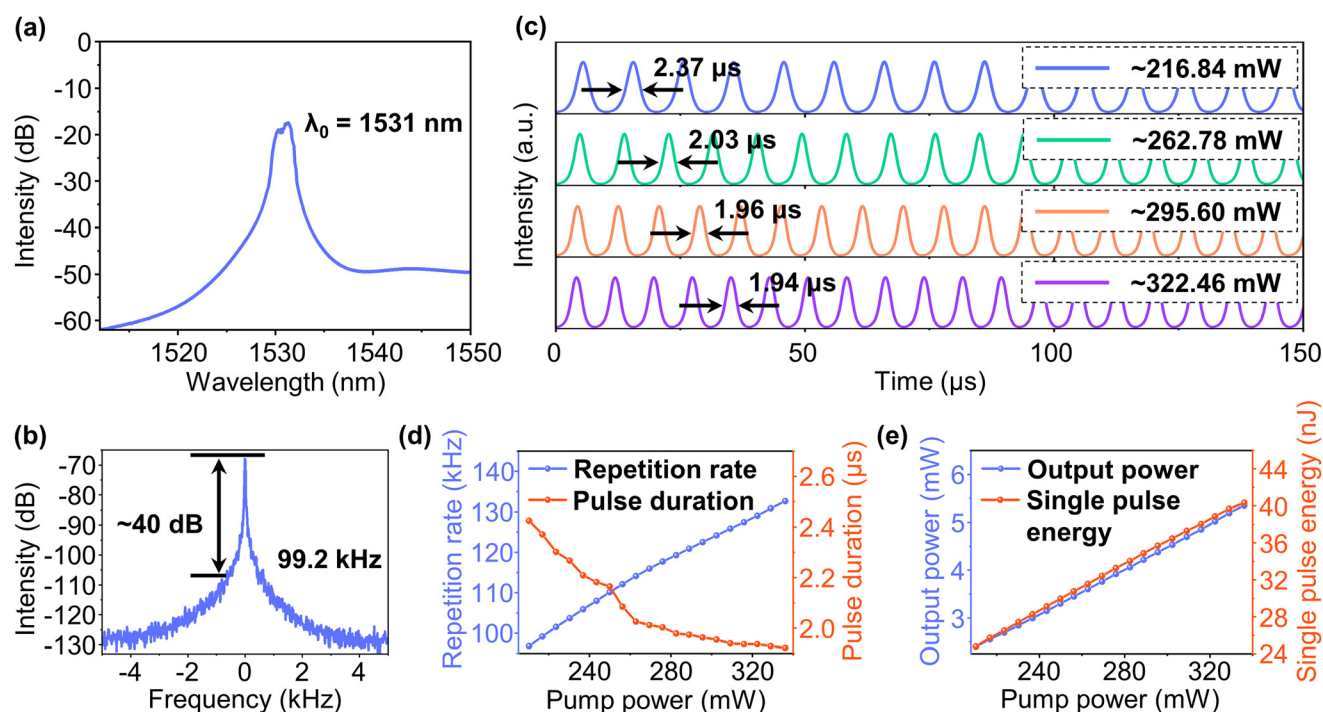 (a)
0
-10
-20
-30
-40
-50
-60
Intensity (dB)
λ₀ = 1531 nm
1520
1530
1540
1550
Wavelength (nm)
(c)
Intensity (a.u.)
2.37 μs
~216.84 mW
2.03 μs
~262.78 mW
1.96 μs
~295.60 mW
1.94 μs
~322.46 mW
0
50
100
150
Time (μs)
(b)
-70
-80
-90
-100
-110
-120
-130
Intensity (dB)
~40 dB
99.2 kHz
-4
-2
0
2
4
Frequency (kHz)
(d)
Repetition rate (kHz)
140
130
120
110
100
Repetition rate
Pulse duration
2.6
2.4
2.2
2.0
Pulse duration (μs)
240
280
320
Pump power (mW)
(e)
Output power (mW)
6
5
4
3
Output power
Single pulse
energy
44
40
36
32
28
24
Single pulse energy (nJ)
240
288
336
Pump power (mW)